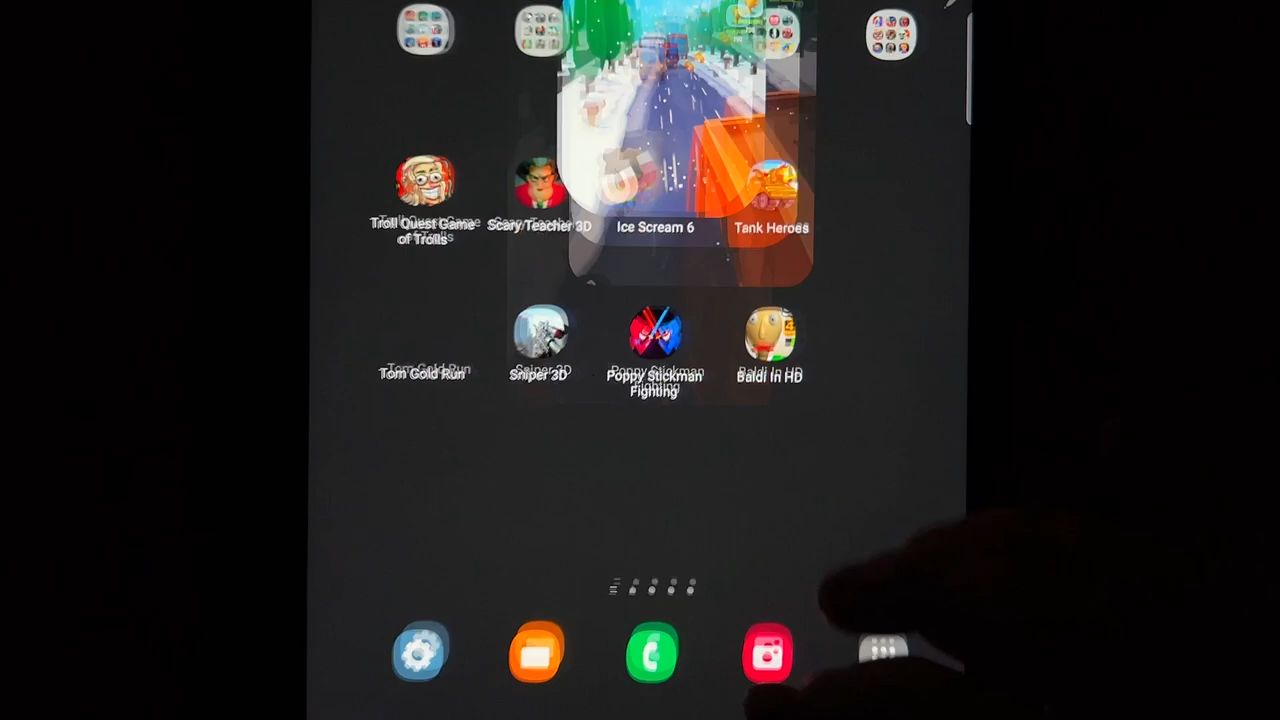 Troll Quest Game
of Trolls
Scary Teacher 3D
Ice Scream 6
Tank Heroes
Tom Gold Run
Sniper 3D
Poppy Stickman
Fighting
Baldi In HD